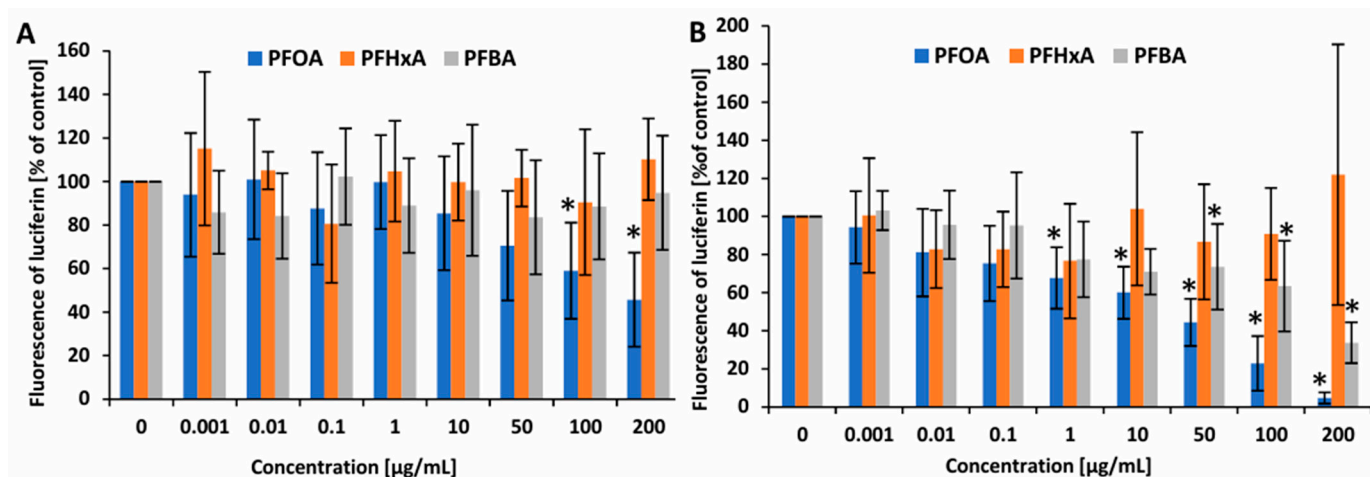 A
Fluorescence of luciferin [% of control]
PFOA PFHxA PFBA
160
140
120
100
80
60
40
20
0
* *
0 0.001 0.01 0.1 1 10 50 100 200
Concentration [µg/mL]
B
Fluorescence of luciferin [%of control]
PFOA PFHxA PFBA
200
180
160
140
120
100
80
60
40
20
0
* * * * * * * *
0 0.001 0.01 0.1 1 10 50 100 200
Concentration [µg/mL]